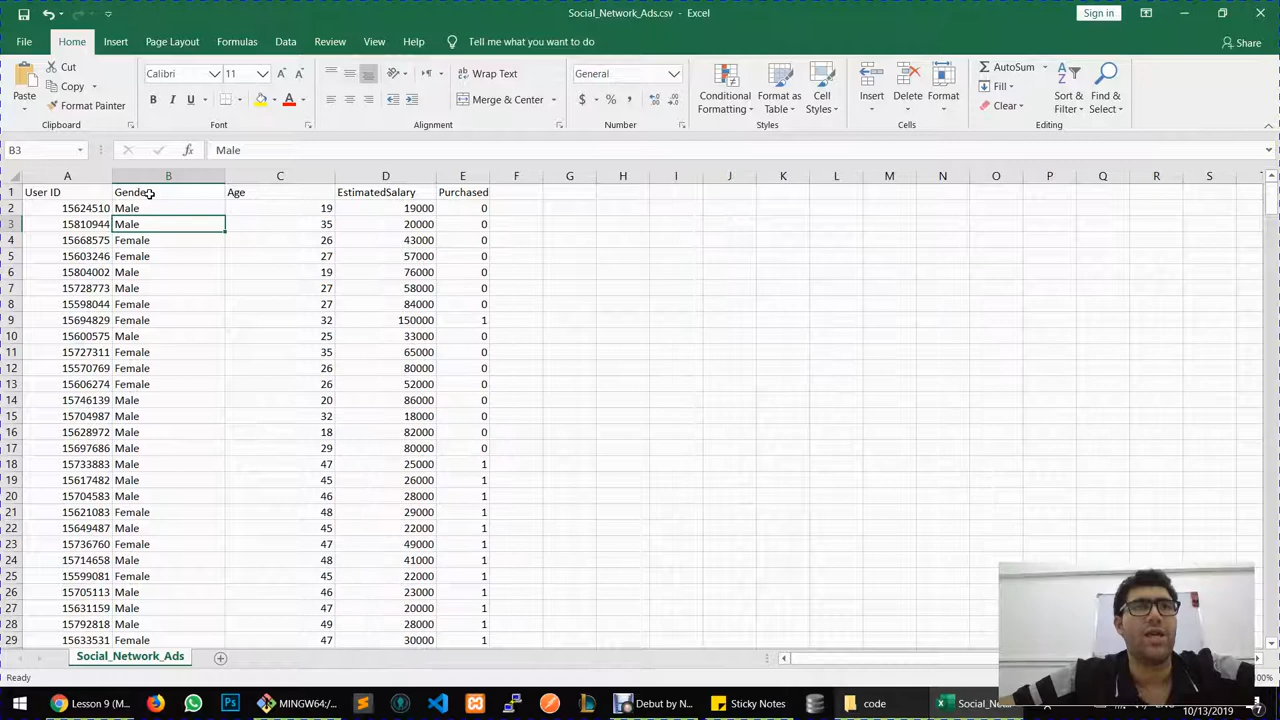 Social_Network_Ads.csv - Excel
Sign in
File Home Insert Page Layout Formulas Data Review View Help Tell me what you want to do Share
Paste
Cut
Copy
Format Painter
Clipboard
Calibri 11
B I U
A A
Font
Wrap Text
Merge & Center
Alignment
General
$ %
Number
Conditional Formatting
Format as Table
Cell Styles
Styles
Insert
Delete
Format
Cells
AutoSum
Fill
Clear
Sort & Filter
Find & Select
Editing
B3 fx Male
A B C D E F G H I J K L M N O P Q R S
1 User ID Gender Age EstimatedSalary Purchased
2 15624510 Male 19 19000 0
3 15810944 Male 35 20000 0
4 15668575 Female 26 43000 0
5 15603246 Female 27 57000 0
6 15804002 Male 19 76000 0
7 15728773 Male 27 58000 0
8 15598044 Female 27 84000 0
9 15694829 Female 32 150000 1
10 15600575 Male 25 33000 0
11 15727311 Female 35 65000 0
12 15570769 Female 26 80000 0
13 15606274 Female 26 52000 0
14 15746139 Male 20 86000 0
15 15704987 Male 32 18000 0
16 15628972 Male 18 82000 0
17 15697686 Male 29 80000 0
18 15733883 Male 47 25000 1
19 15617482 Male 45 26000 1
20 15704583 Male 46 28000 1
21 15621083 Female 48 29000 1
22 15649487 Male 45 22000 1
23 15736760 Female 47 49000 1
24 15714658 Male 48 41000 1
25 15599081 Female 45 22000 1
26 15705113 Male 46 23000 1
27 15631159 Male 47 20000 1
28 15792818 Male 49 28000 1
29 15633531 Female 47 30000 1
Social_Network_Ads
Ready
Lesson 9 (M... Ps MINGW64:/... Debut by N... Sticky Notes code Social_Ne...
10/13/2019